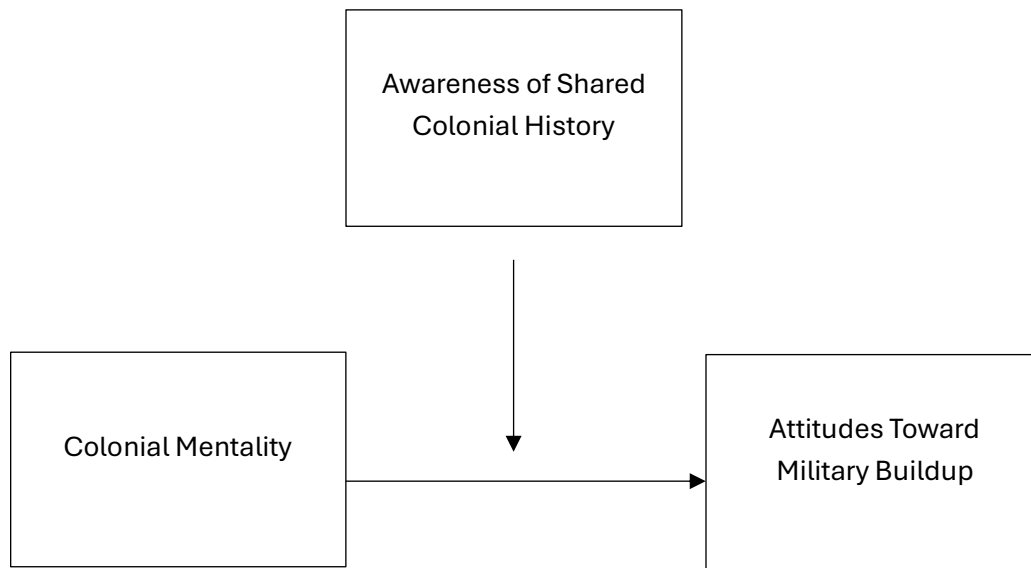 Awareness of Shared
Colonial History
Colonial Mentality
Attitudes Toward
Military Buildup